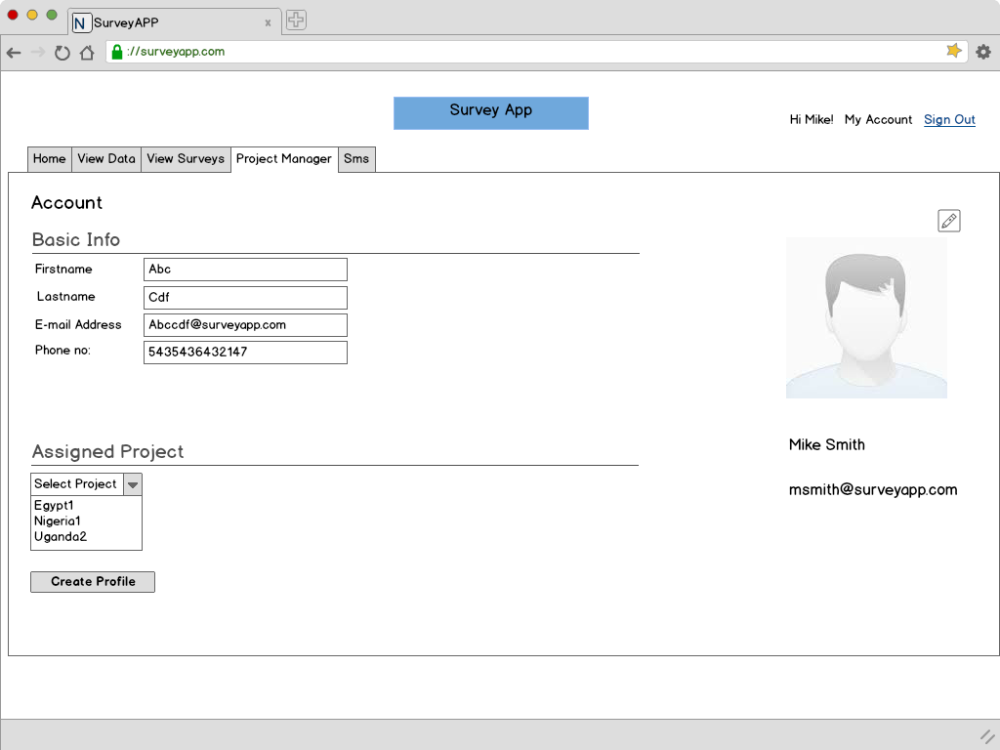 N SurveyAPP x
://surveyapp.com
Survey App
Hi Mike! My Account Sign Out
Home View Data View Surveys Project Manager Sms
Account
Basic Info
Firstname Abc
Lastname Cdf
E-mail Address Abccdf@surveyapp.com
Phone no: 5435436432147
Mike Smith
Assigned Project
Select Project
msmith@surveyapp.com
Egypt1
Nigeria1
Uganda2
Create Profile